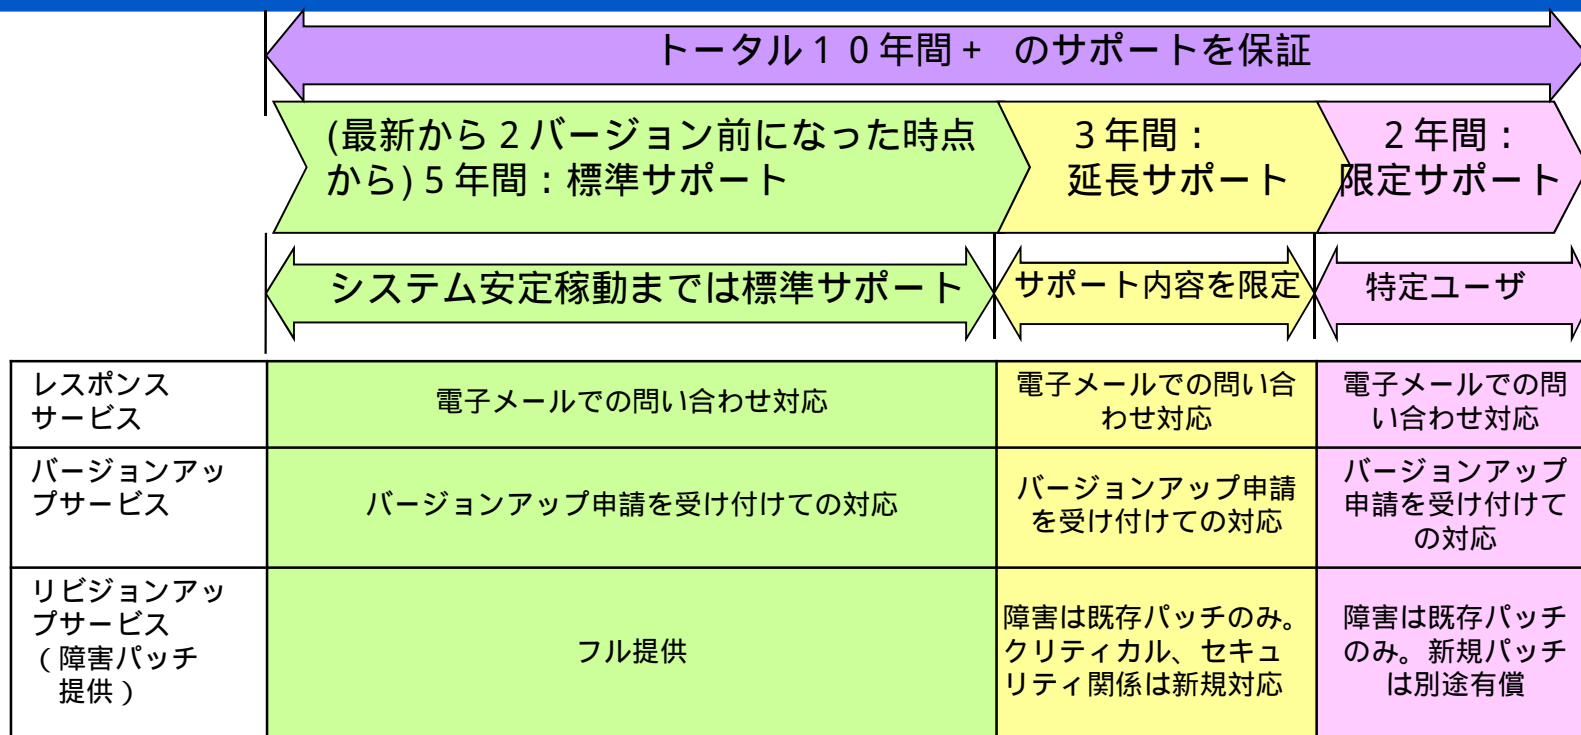 トータル１０年間+ のサポートを保証
(最新から２バージョン前になった時点
から)５年間：標準サポート
３年間：
延長サポート
２年間：
限定サポート
システム安定稼動までは標準サポート
サポート内容を限定
特定ユーザ
レスポンス
サービス
電子メールでの問い合わせ対応
電子メールでの問い合
わせ対応
電子メールでの問
い合わせ対応
バージョンアッ
プサービス
バージョンアップ申請を受け付けての対応
バージョンアップ申請
を受け付けての対応
バージョンアップ
申請を受け付けて
の対応
リビジョンアッ
プサービス
（障害パッチ
提供）
フル提供
障害は既存パッチのみ。
クリティカル、セキュ
リティ関係は新規対応
障害は既存パッチ
のみ。新規パッチ
は別途有償